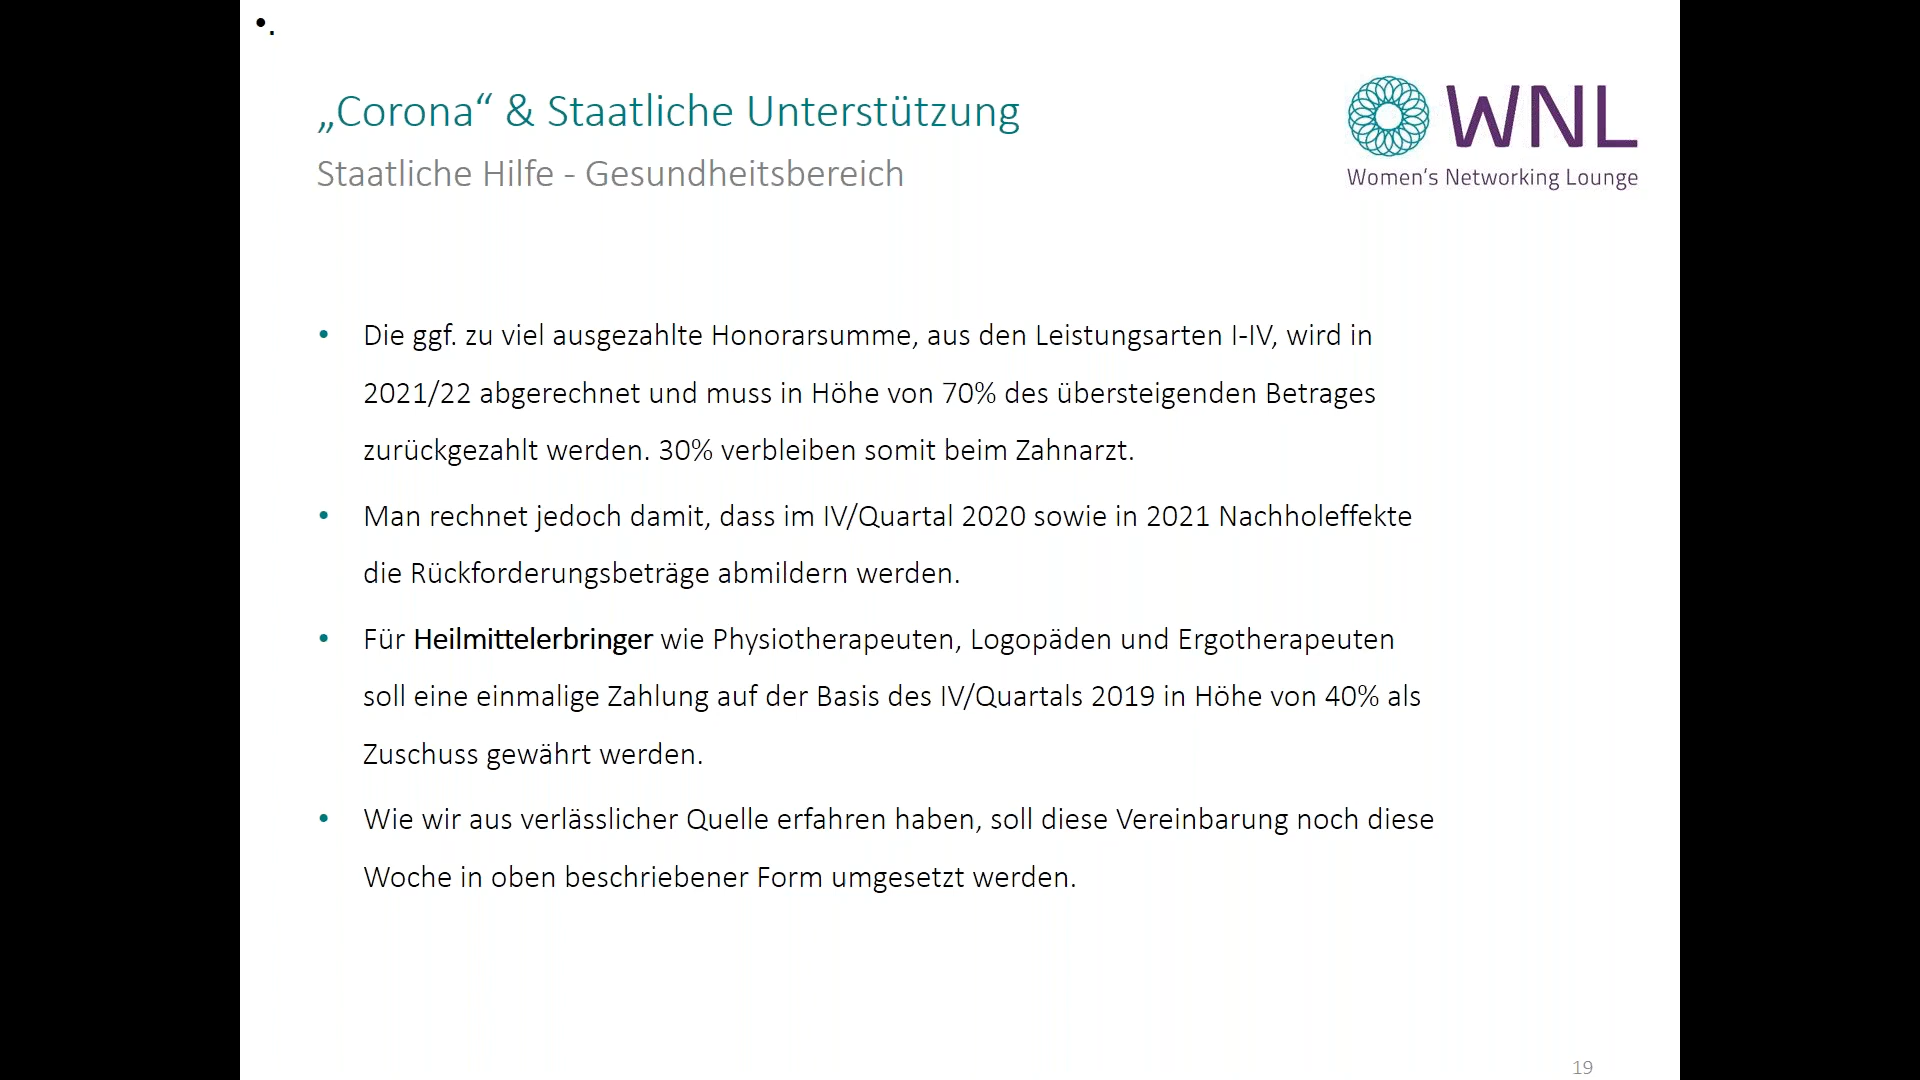 •.
„Corona“ & Staatliche Unterstützung
Staatliche Hilfe - Gesundheitsbereich
WNL
Women's Networking Lounge
• Die ggf. zu viel ausgezahlte Honorarsumme, aus den Leistungsarten I-IV, wird in
2021/22 abgerechnet und muss in Höhe von 70% des übersteigenden Betrages
zurückgezahlt werden. 30% verbleiben somit beim Zahnarzt.
• Man rechnet jedoch damit, dass im IV/Quartal 2020 sowie in 2021 Nachholeffekte
die Rückforderungsbeträge abmildern werden.
• Für Heilmittelerbringer wie Physiotherapeuten, Logopäden und Ergotherapeuten
soll eine einmalige Zahlung auf der Basis des IV/Quartals 2019 in Höhe von 40% als
Zuschuss gewährt werden.
• Wie wir aus verlässlicher Quelle erfahren haben, soll diese Vereinbarung noch diese
Woche in oben beschriebener Form umgesetzt werden.
19